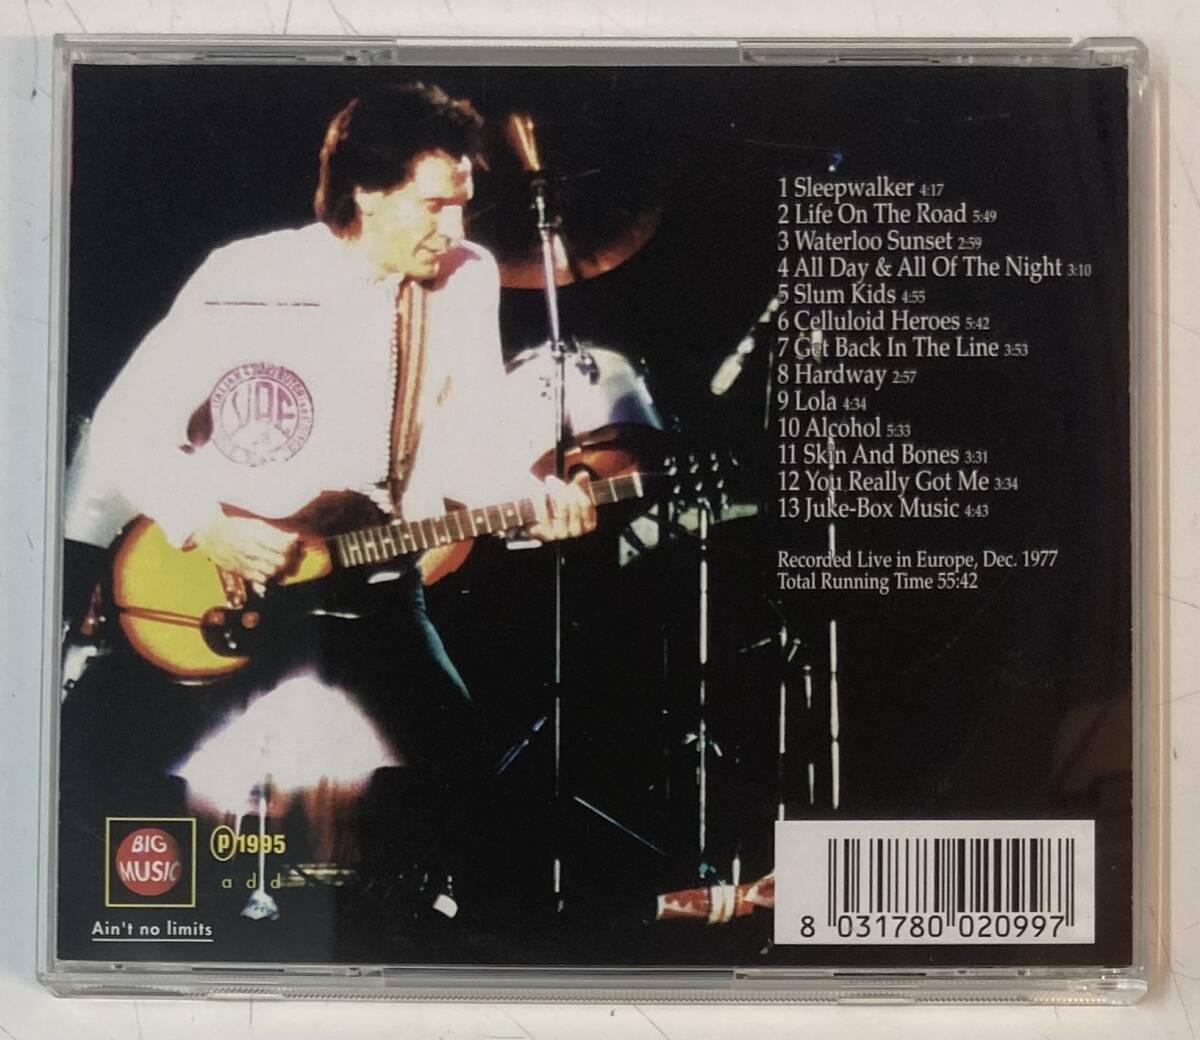 1 Sleepwalker 4:17
2 Life On The Road 5:49
3 Waterloo Sunset 2:59
4 All Day & All Of The Night 3:10
5 Slum Kids 4:55
6 Celluloid Heroes 5:42
7 Get Back In The Line 3:53
8 Hardway 2:57
9 Lola 4:34
10 Alcohol 5:33
11 Skin And Bones 3:31
12 You Really Got Me 3:34
13 Juke-Box Music 4:43
Recorded Live in Europe, Dec. 1977
Total Running Time 55:42
BIG
MUSIC
Ain't no limits
℗1995
a d d
8 031780 020997